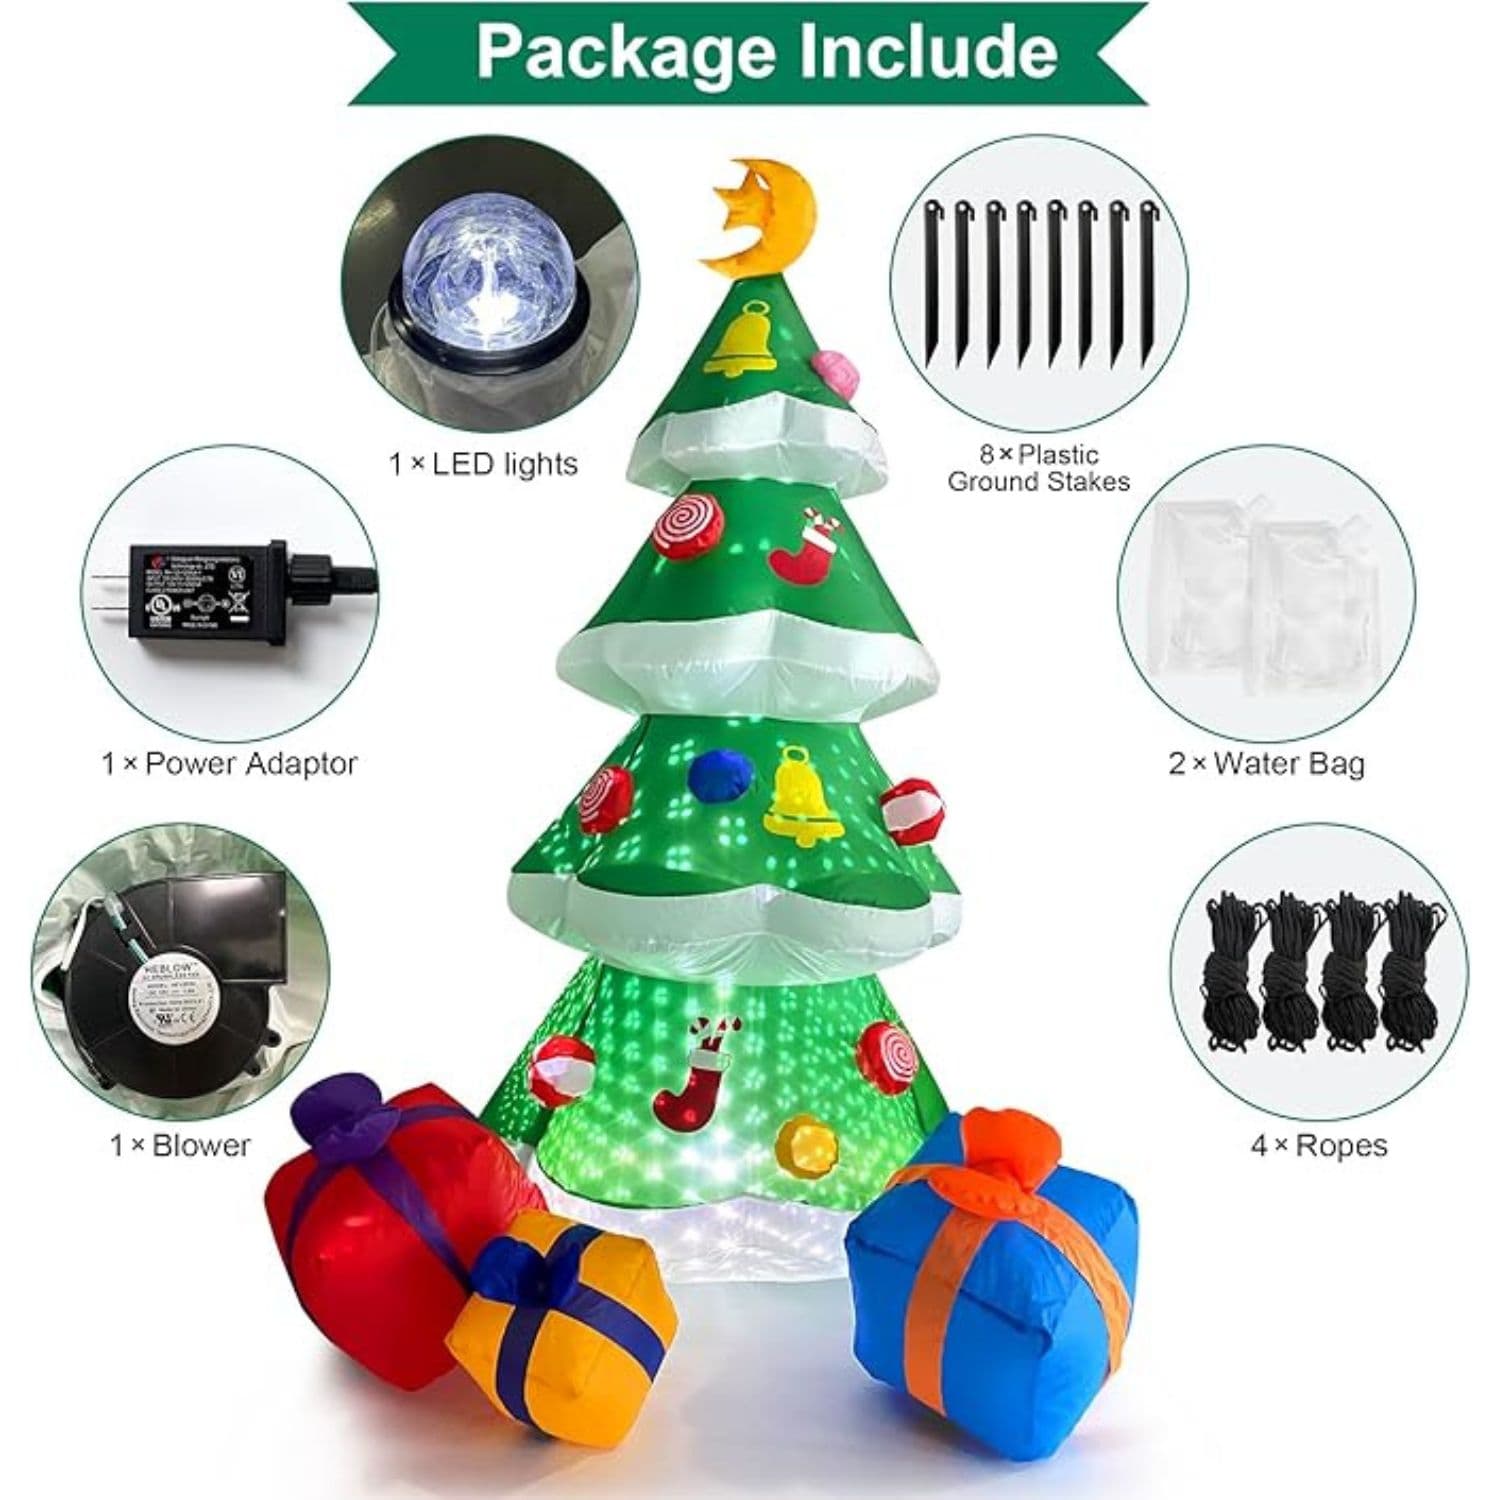 Package Include
1×LED lights
8×Plastic
Ground Stakes
1×Power Adaptor
2×Water Bag
HEBLOW™
1×Blower
4×Ropes